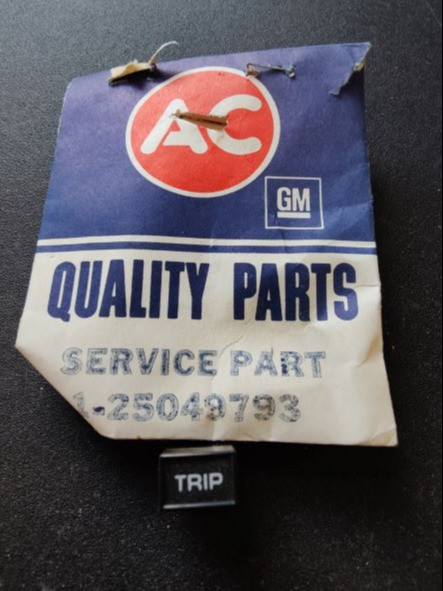 AC
GM
QUALITY PARTS
SERVICE PART
1-25049793
TRIP